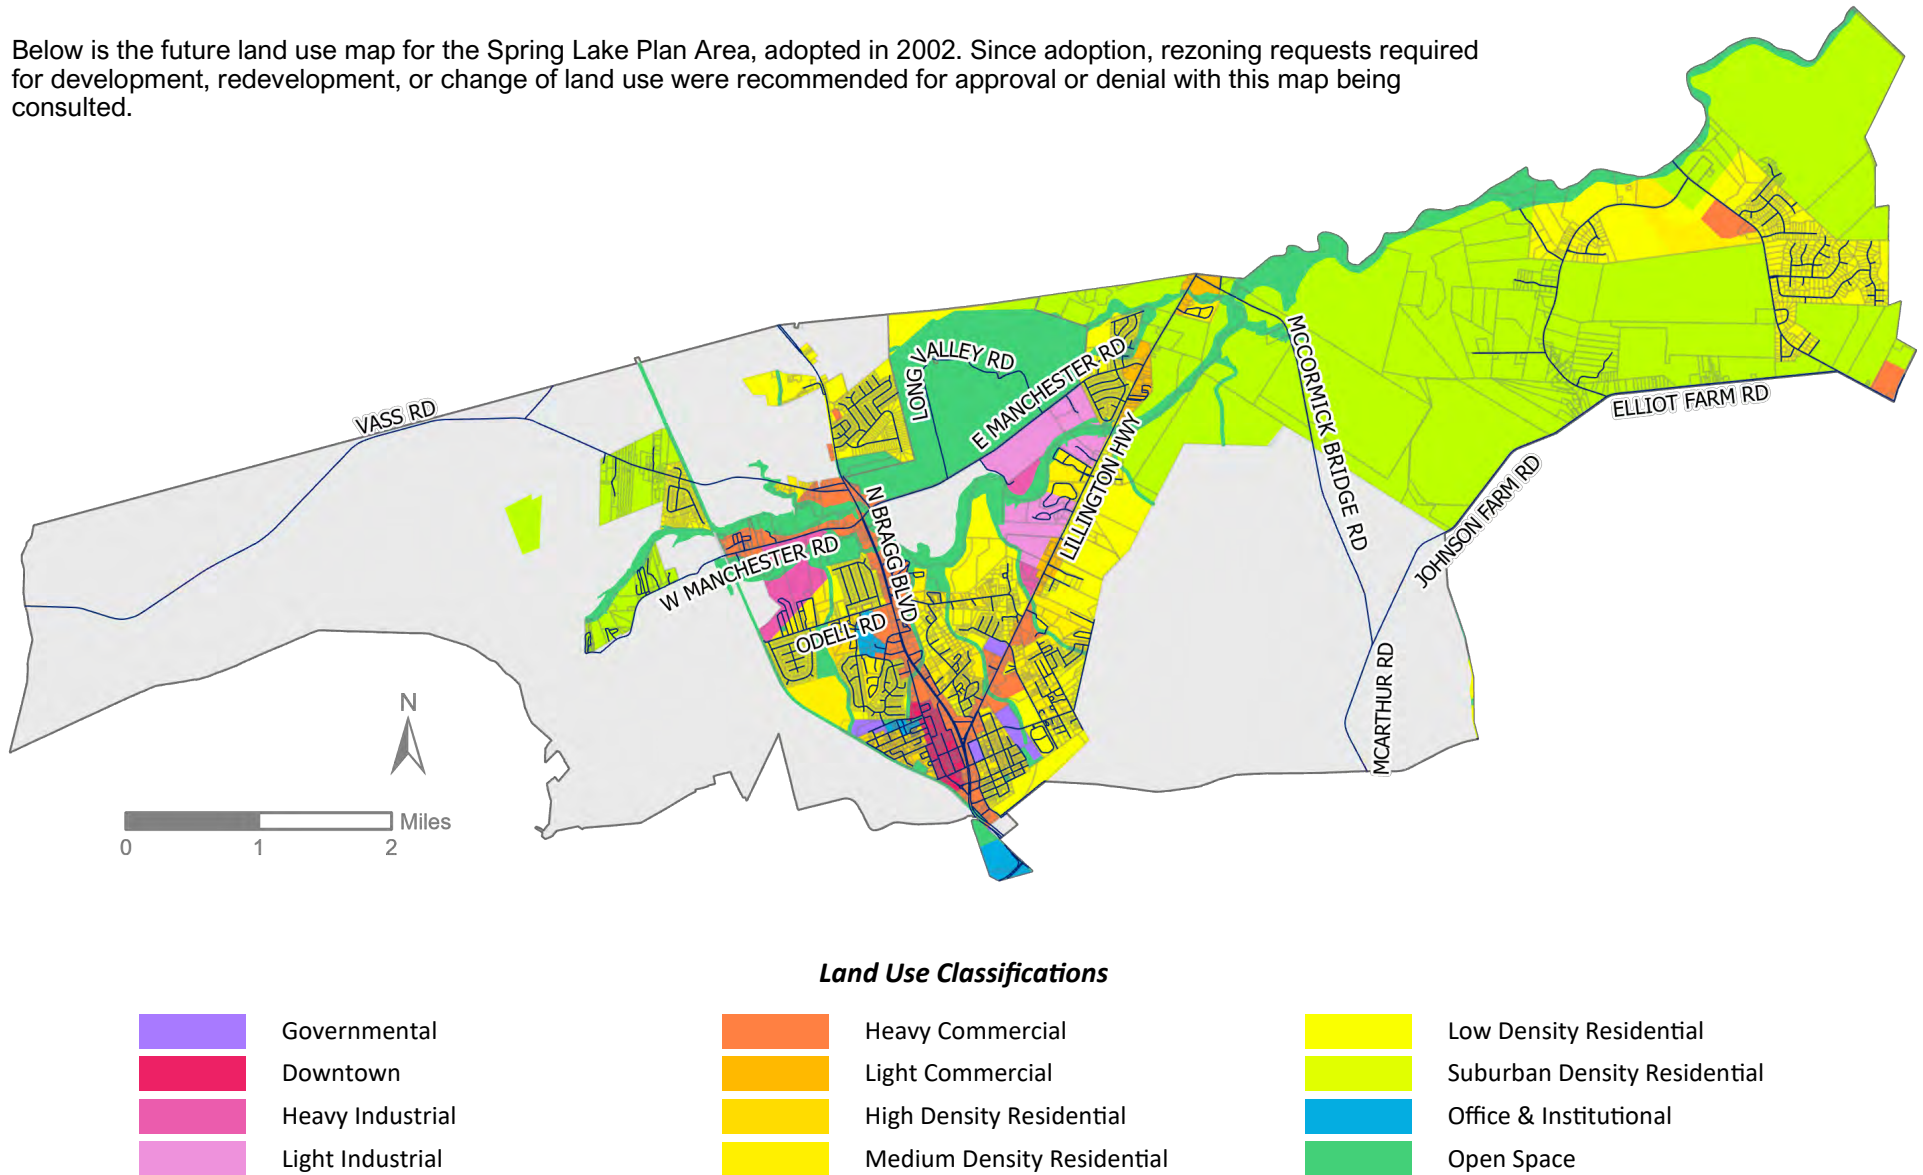 Below is the future land use map for the Spring Lake Plan Area, adopted in 2002. Since adoption, rezoning requests required
for development, redevelopment, or change of land use were recommended for approval or denial with this map being
consulted.
VASS RD
LONG VALLEY RD
E MANCHESTER RD
LILLINGTON HWY
MCCORMICK BRIDGE RD
ELLIOT FARM RD
JOHNSON FARM RD
N BRAGG BLVD
W MANCHESTER RD
ODELL RD
MCARTHUR RD
N
Miles
0 1 2
Land Use Classifications
Governmental
Downtown
Heavy Industrial
Light Industrial
Heavy Commercial
Light Commercial
High Density Residential
Medium Density Residential
Low Density Residential
Suburban Density Residential
Office & Institutional
Open Space